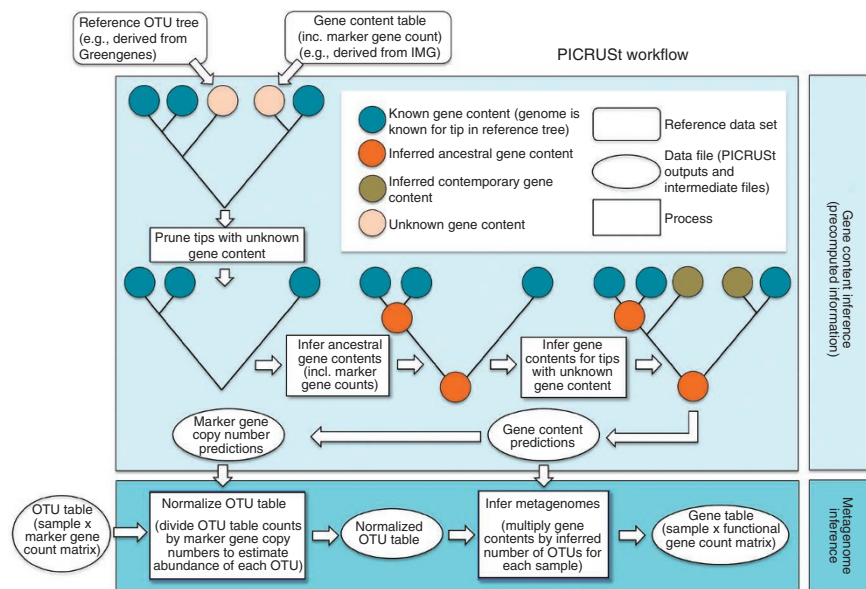 Reference OTU tree
(e.g., derived from
Greengenes)
Gene content table
(inc. marker gene count)
(e.g., derived from IMG)
PICRUSt workflow
Known gene content (genome is
known for tip in reference tree)
Inferred ancestral gene content
Inferred contemporary gene
content
Unknown gene content
Reference data set
Data file (PICRUSt
outputs and
intermediate files)
Process
Prune tips with unknown
gene content
Infer ancestral
gene contents
(incl. marker
gene counts)
Infer gene
contents for tips
with unknown
gene content
Marker gene
copy number
predictions
Gene content
predictions
Gene content inference
(precomputed information)
OTU table
(sample x
marker gene
count matrix)
Normalize OTU table
(divide OTU table counts
by marker gene copy
numbers to estimate
abundance of each OTU)
Normalized
OTU table
Infer metagenomes
(multiply gene
contents by inferred
number of OTUs for
each sample)
Gene table
(sample x functional
gene count matrix)
Metagenome
inference